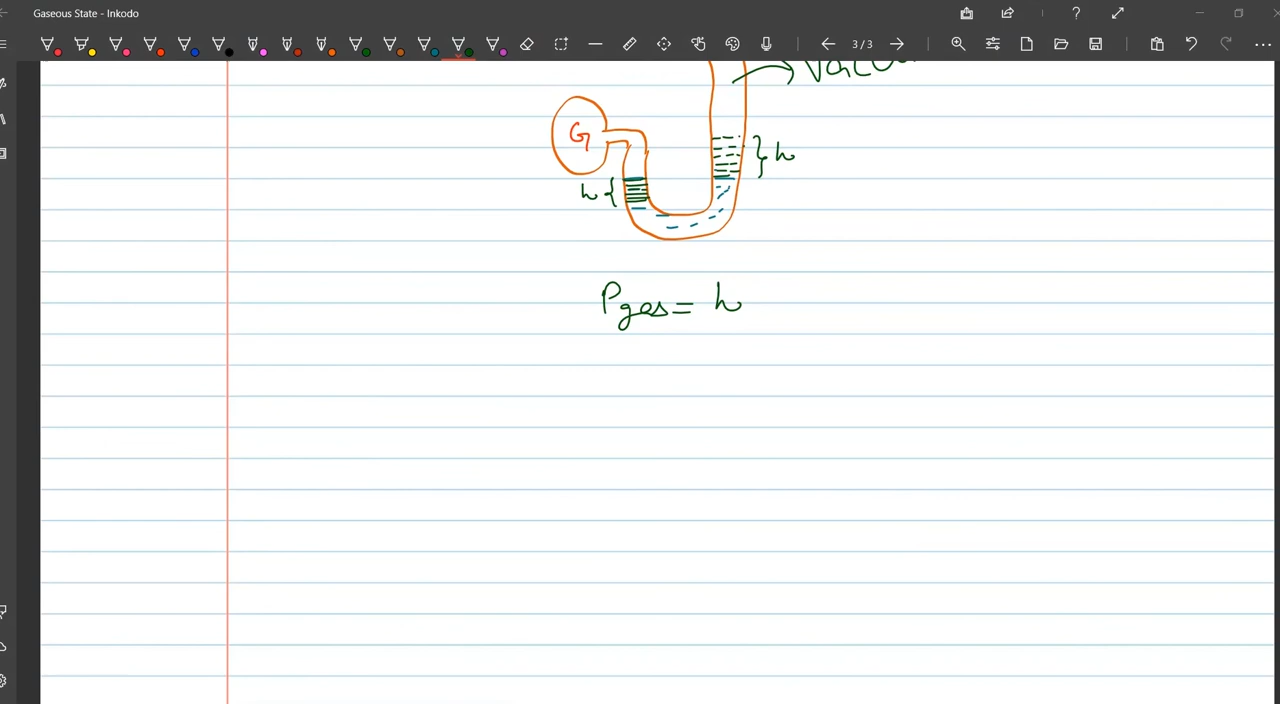 Gaseous State - Inkodo
3/3
G
h
h
Pgas = h